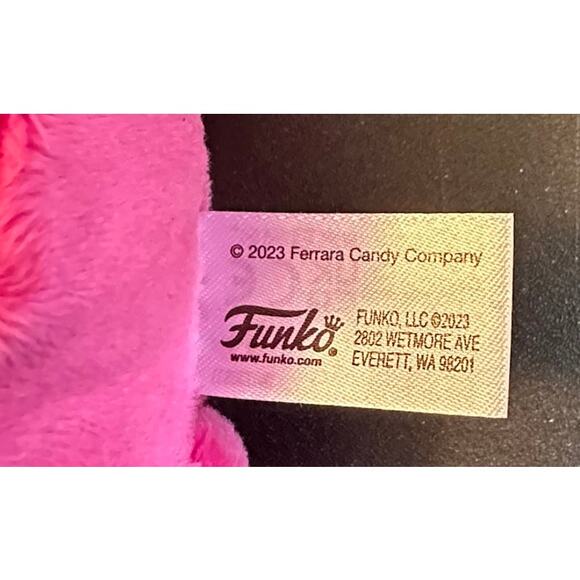 © 2023 Ferrara Candy Company
Funko®
www.funko.com
FUNKO, LLC ©2023
2802 WETMORE AVE
EVERETT, WA 98201